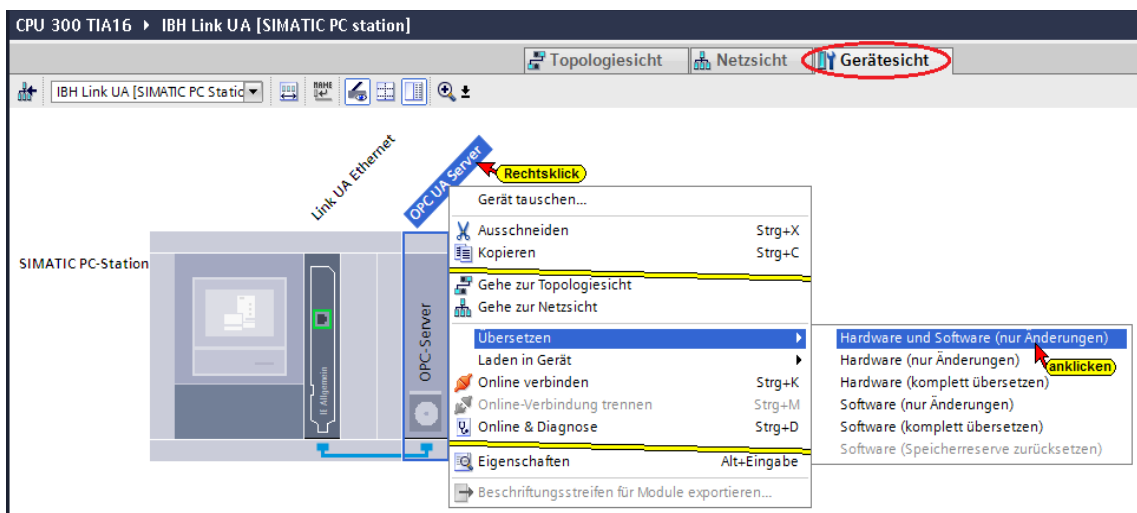 CPU 300 TIA16 ▸ IBH Link UA [SIMATIC PC station]
Topologiesicht
Netzsicht
Gerätesicht
IBH Link UA [SIMATIC PC Static
NAME
Link UA Ethernet
OPC UA Server
Rechtsklick
SIMATIC PC-Station
IE Allgemein
OPC-Server
Gerät tauschen...
Ausschneiden Strg+X
Kopieren Strg+C
Gehe zur Topologiesicht
Gehe zur Netzsicht
Übersetzen
Laden in Gerät
Online verbinden Strg+K
Online-Verbindung trennen Strg+M
Online & Diagnose Strg+D
Eigenschaften Alt+Eingabe
Beschriftungsstreifen für Module exportieren...
Hardware und Software (nur Änderungen)
Hardware (nur Änderungen)
anklicken
Hardware (komplett übersetzen)
Software (nur Änderungen)
Software (komplett übersetzen)
Software (Speicherreserve zurücksetzen)